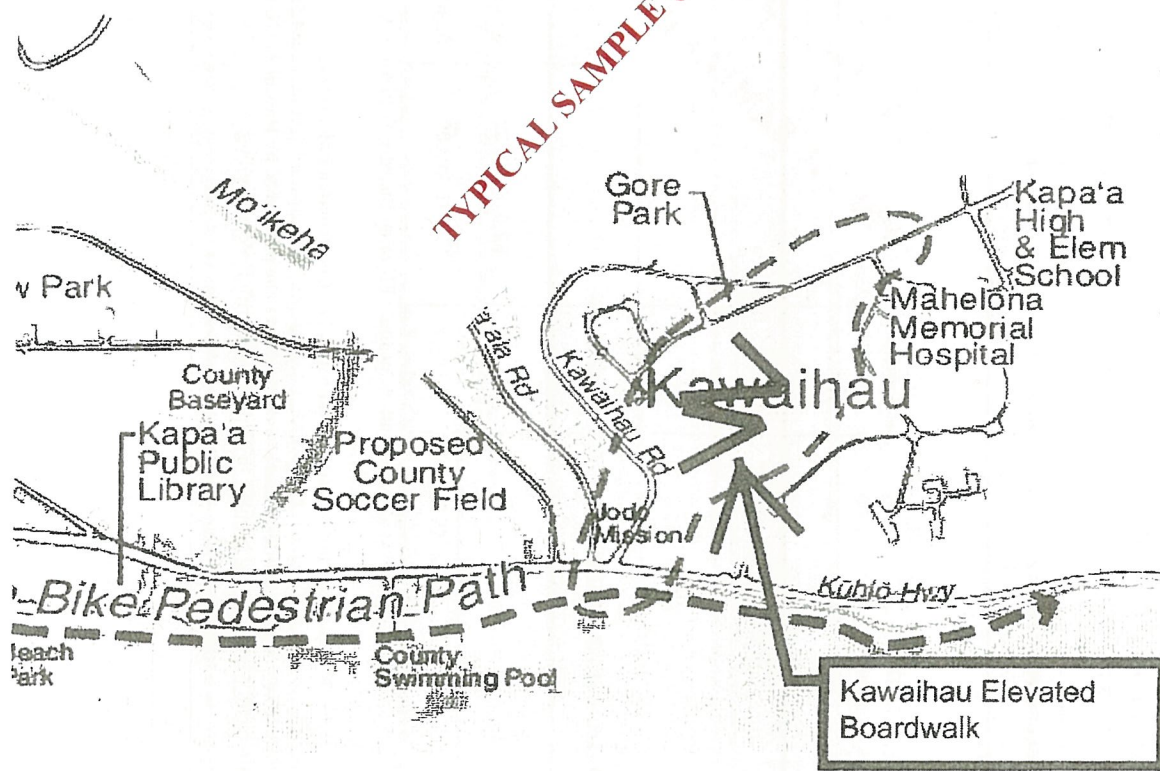 TYPICAL SAMPLE
Mo'ikeha
Gore
Park
Kapa'a
High
& Elem
School
Park
Mahelona
Memorial
Hospital
County
Baseyard
Kawaihau Rd
Kawaihau
Kapa'a
Public
Library
Proposed
County
Soccer Field
Rd
Jodo
Mission
Bike Pedestrian Path
Kūhiō Hwy
County
Swimming Pool
Kawaihau Elevated
Boardwalk